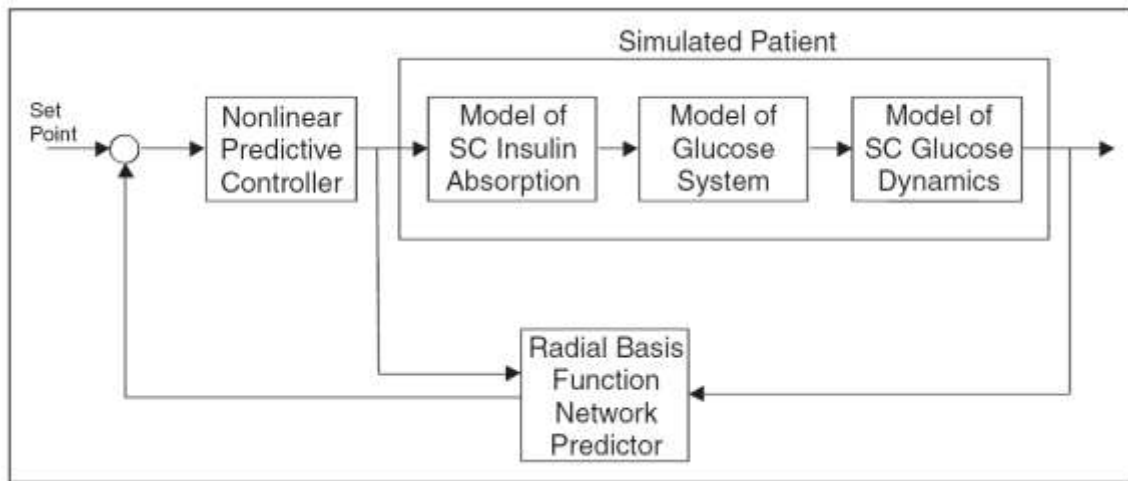 Simulated Patient
Set
Point
Nonlinear
Predictive
Controller
Model of
SC Insulin
Absorption
Model of
Glucose
System
Model of
SC Glucose
Dynamics
Radial Basis
Function
Network
Predictor